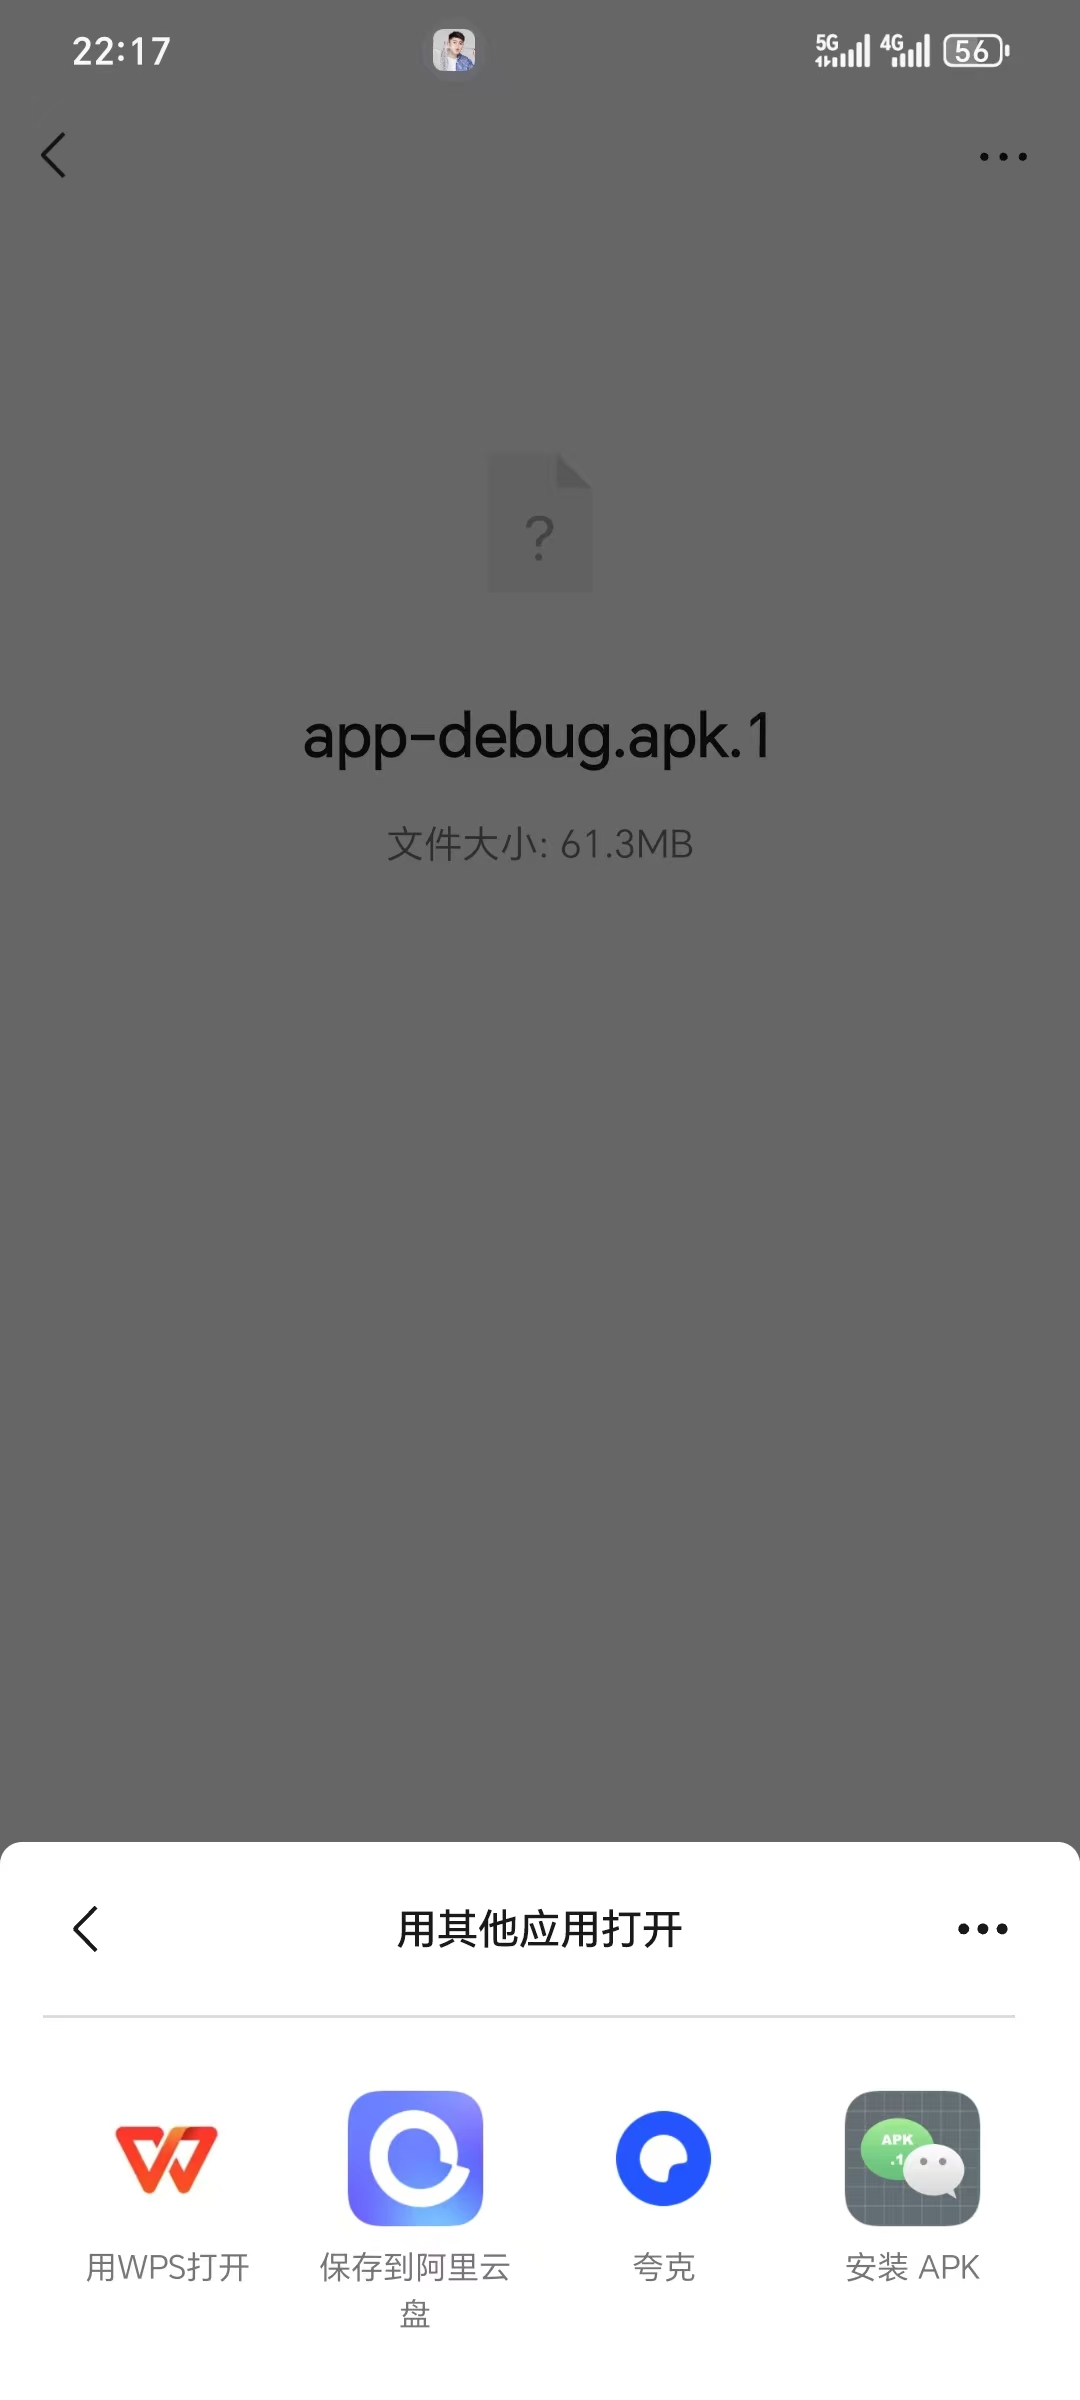 22:17
5G 4G 56
?
app-debug.apk.1
文件大小: 61.3MB
用其他应用打开
APK
.1
用WPS打开
保存到阿里云
盘
夸克
安装 APK